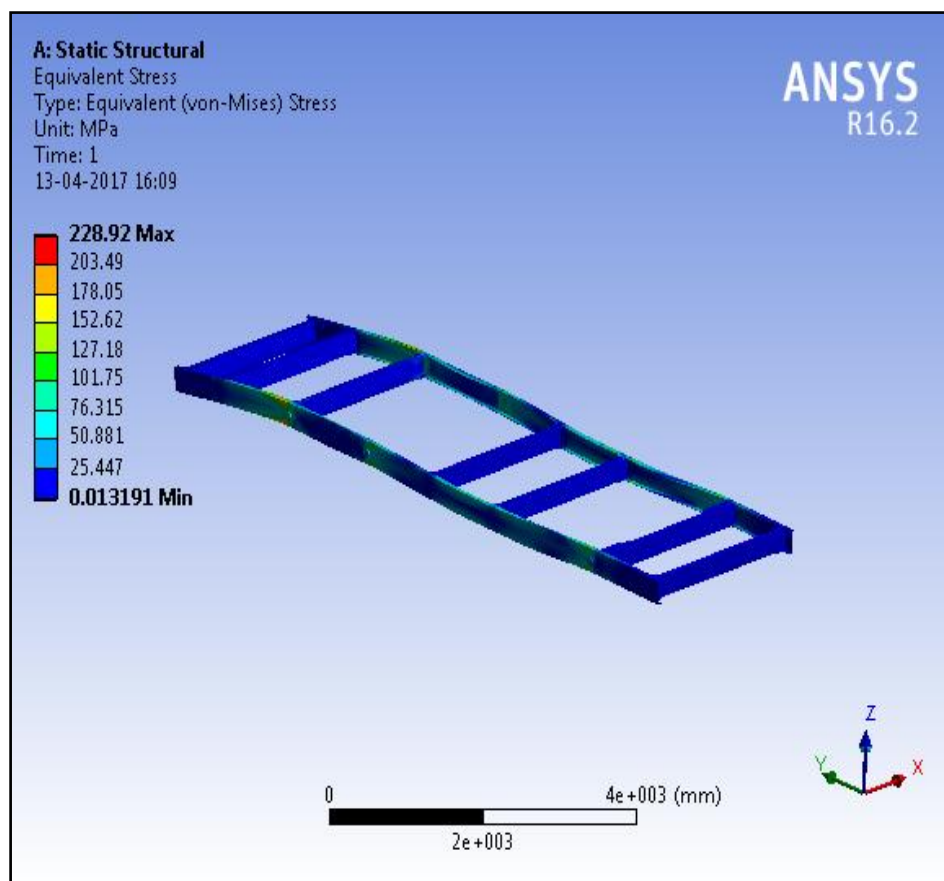 A: Static Structural
Equivalent Stress
Type: Equivalent (von-Mises) Stress
Unit: MPa
Time: 1
13-04-2017 16:09
ANSYS
R16.2
228.92 Max
203.49
178.05
152.62
127.18
101.75
76.315
50.881
25.447
0.013191 Min
Z
Y
X
0
4e+003 (mm)
2e+003